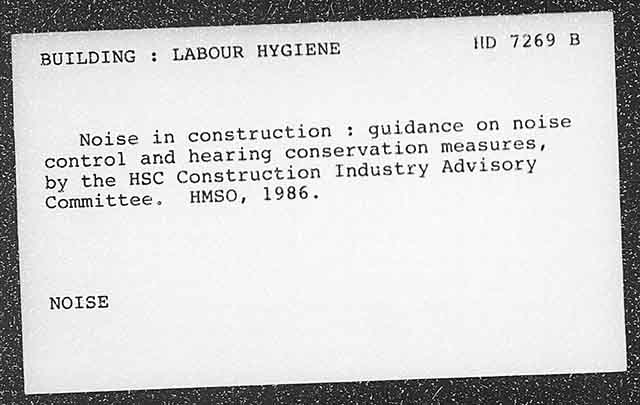 BUILDING : LABOUR HYGIENE HD 7269 B
Noise in construction : guidance on noise
control and hearing conservation measures,
by the HSC Construction Industry Advisory
Committee. HMSO, 1986.
NOISE